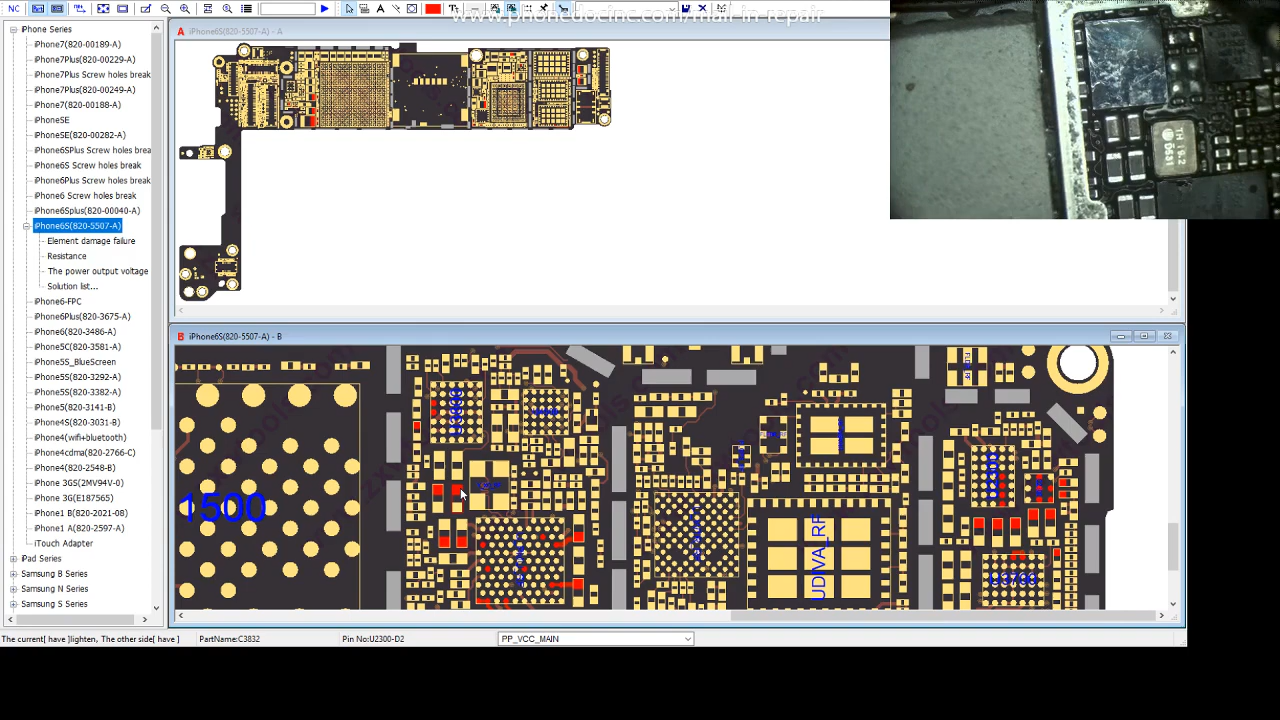 www.phonedocinc.com/mail-in-repair
NC
Phone Series
iPhone7(820-00189-A)
iPhone7Plus(820-00229-A)
iPhone7Plus Screw holes break
iPhone7Plus(820-00249-A)
iPhone7(820-00188-A)
iPhoneSE
iPhoneSE(820-00282-A)
iPhone6SPlus Screw holes brea
iPhone6S Screw holes break
iPhone6Plus Screw holes break
iPhone6 Screw holes break
iPhone6Splus(820-00040-A)
iPhone6S(820-5507-A)
Element damage failure
Resistance
The power output voltage
Solution list...
iPhone6-FPC
iPhone6Plus(820-3675-A)
iPhone6(820-3486-A)
iPhone5C(820-3581-A)
iPhone5S_BlueScreen
iPhone5S(820-3292-A)
iPhone5S(820-3382-A)
iPhone5(820-3141-B)
iPhone4S(820-3031-B)
iPhone4(wifi+bluetooth)
iPhone4cdma(820-2766-C)
iPhone4(820-2548-B)
iPhone 3GS(2MV94V-0)
iPhone 3G(E187565)
iPhone1 B(820-2021-08)
iPhone1 A(820-2597-A)
iTouch Adapter
iPad Series
Samsung B Series
Samsung N Series
Samsung S Series
A iPhone6S(820-5507-A) - A
B iPhone6S(820-5507-A) - B
1500
JDIVA_RF
The current[ have ]lighten, The other side[ have ]
PartName:C3832
Pin No:U2300-D2
PP_VCC_MAIN